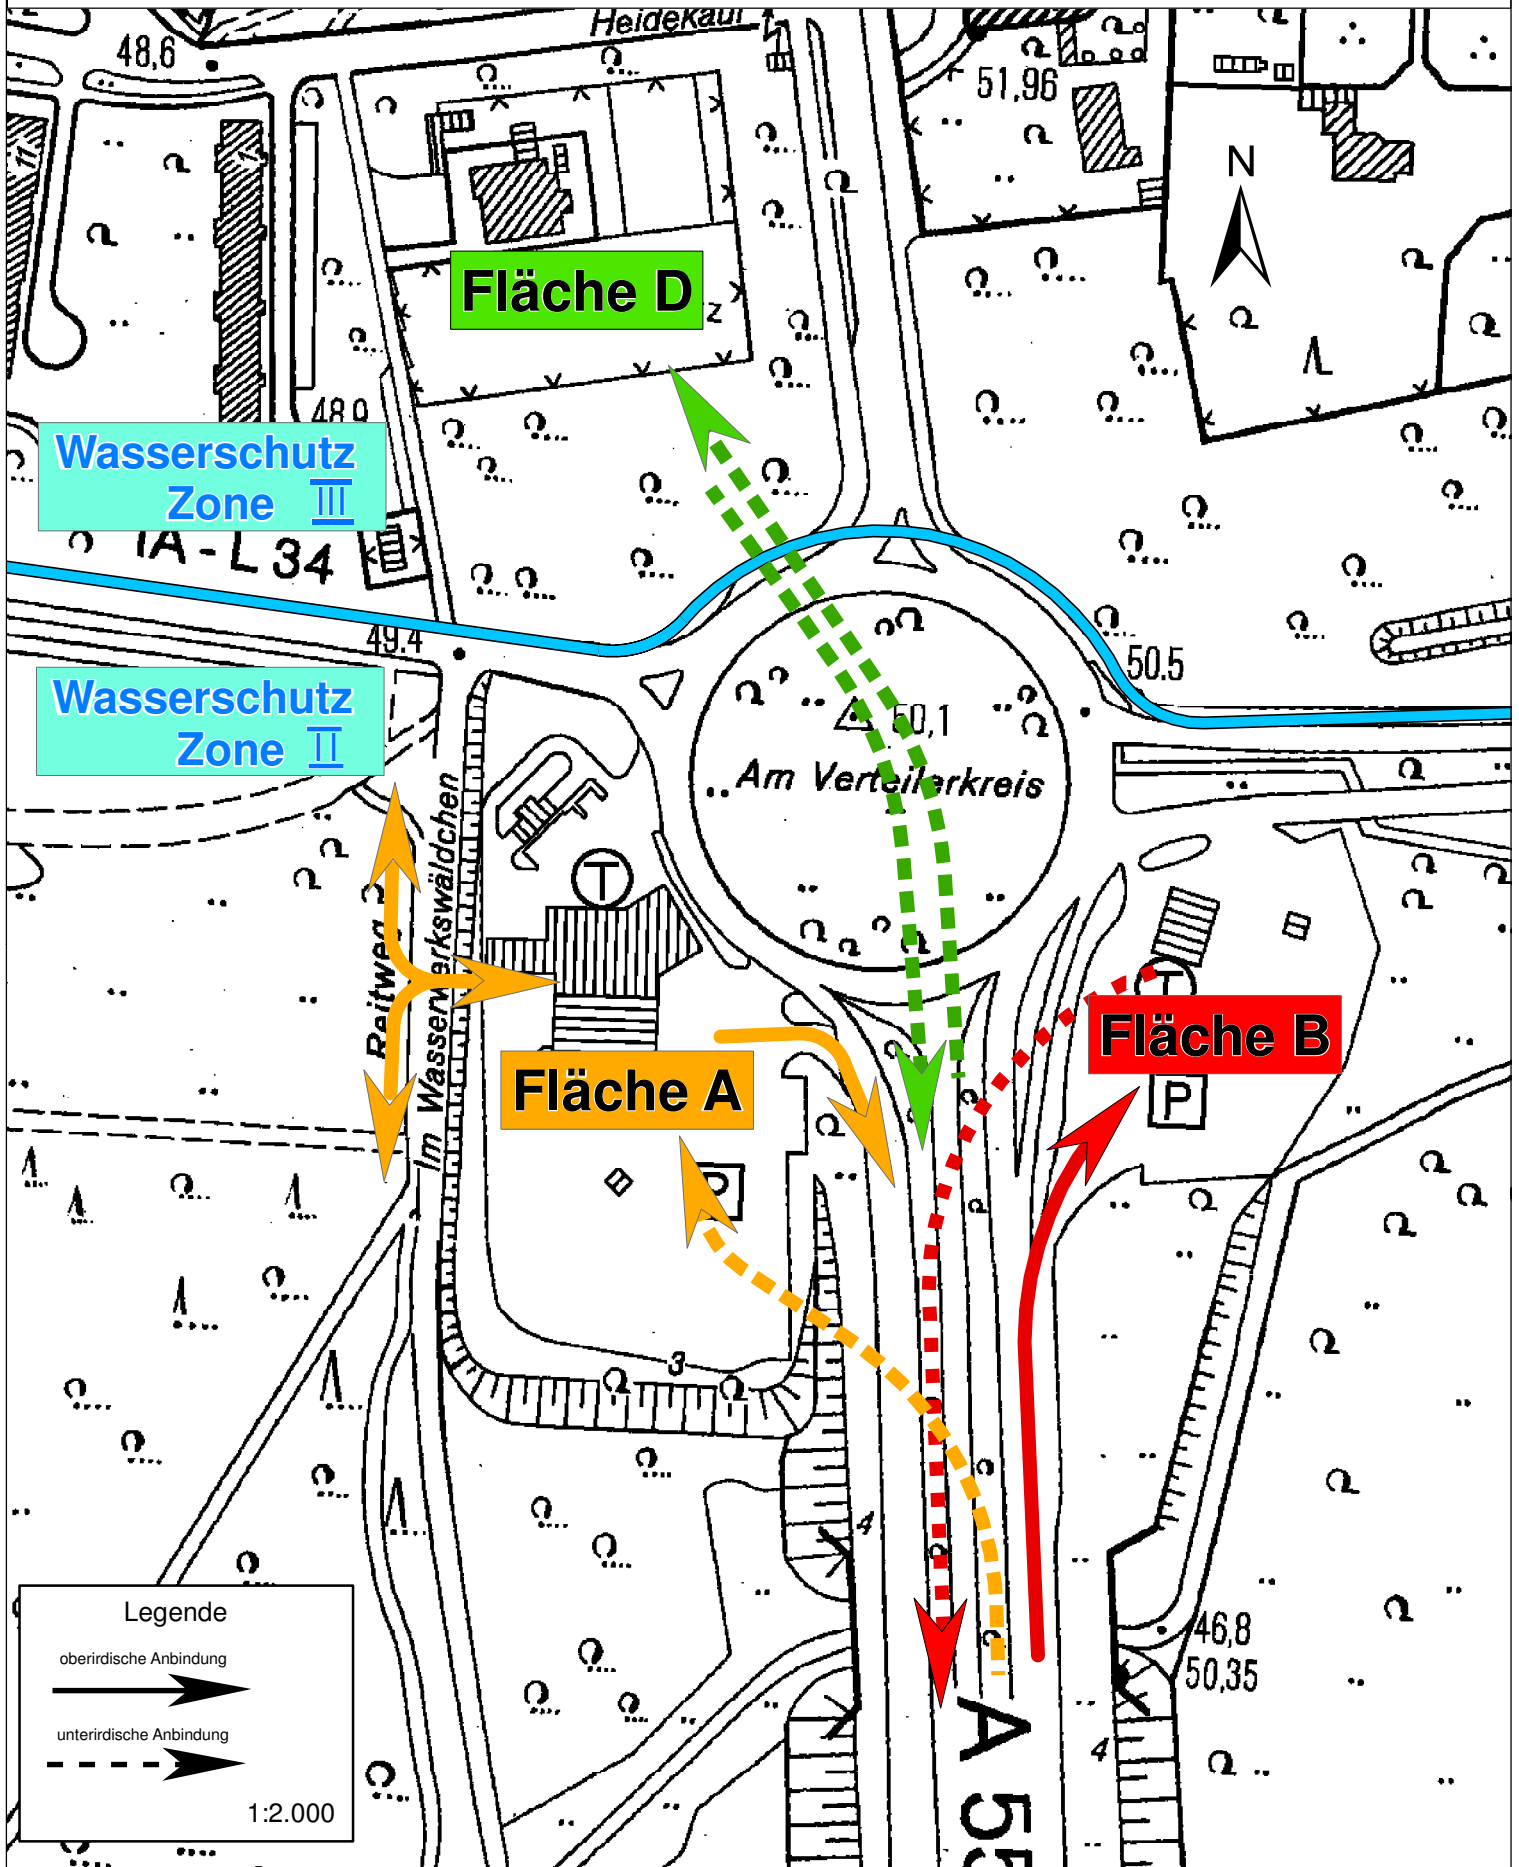 Heidekaul
48,6
51,96
N
11
1
Fläche D
z
48,9
Wasserschutz
Zone III
IA - L 34
49.4
50.5
Wasserschutz
Zone II
50,1
Am Verteilerkreis
T
T
Reitweg
Im Wasserwerkswäldchen
Fläche B
Fläche A
P
P
3
4
46,8
50,35
4
A 55
Legende
oberirdische Anbindung
unterirdische Anbindung
1:2.000